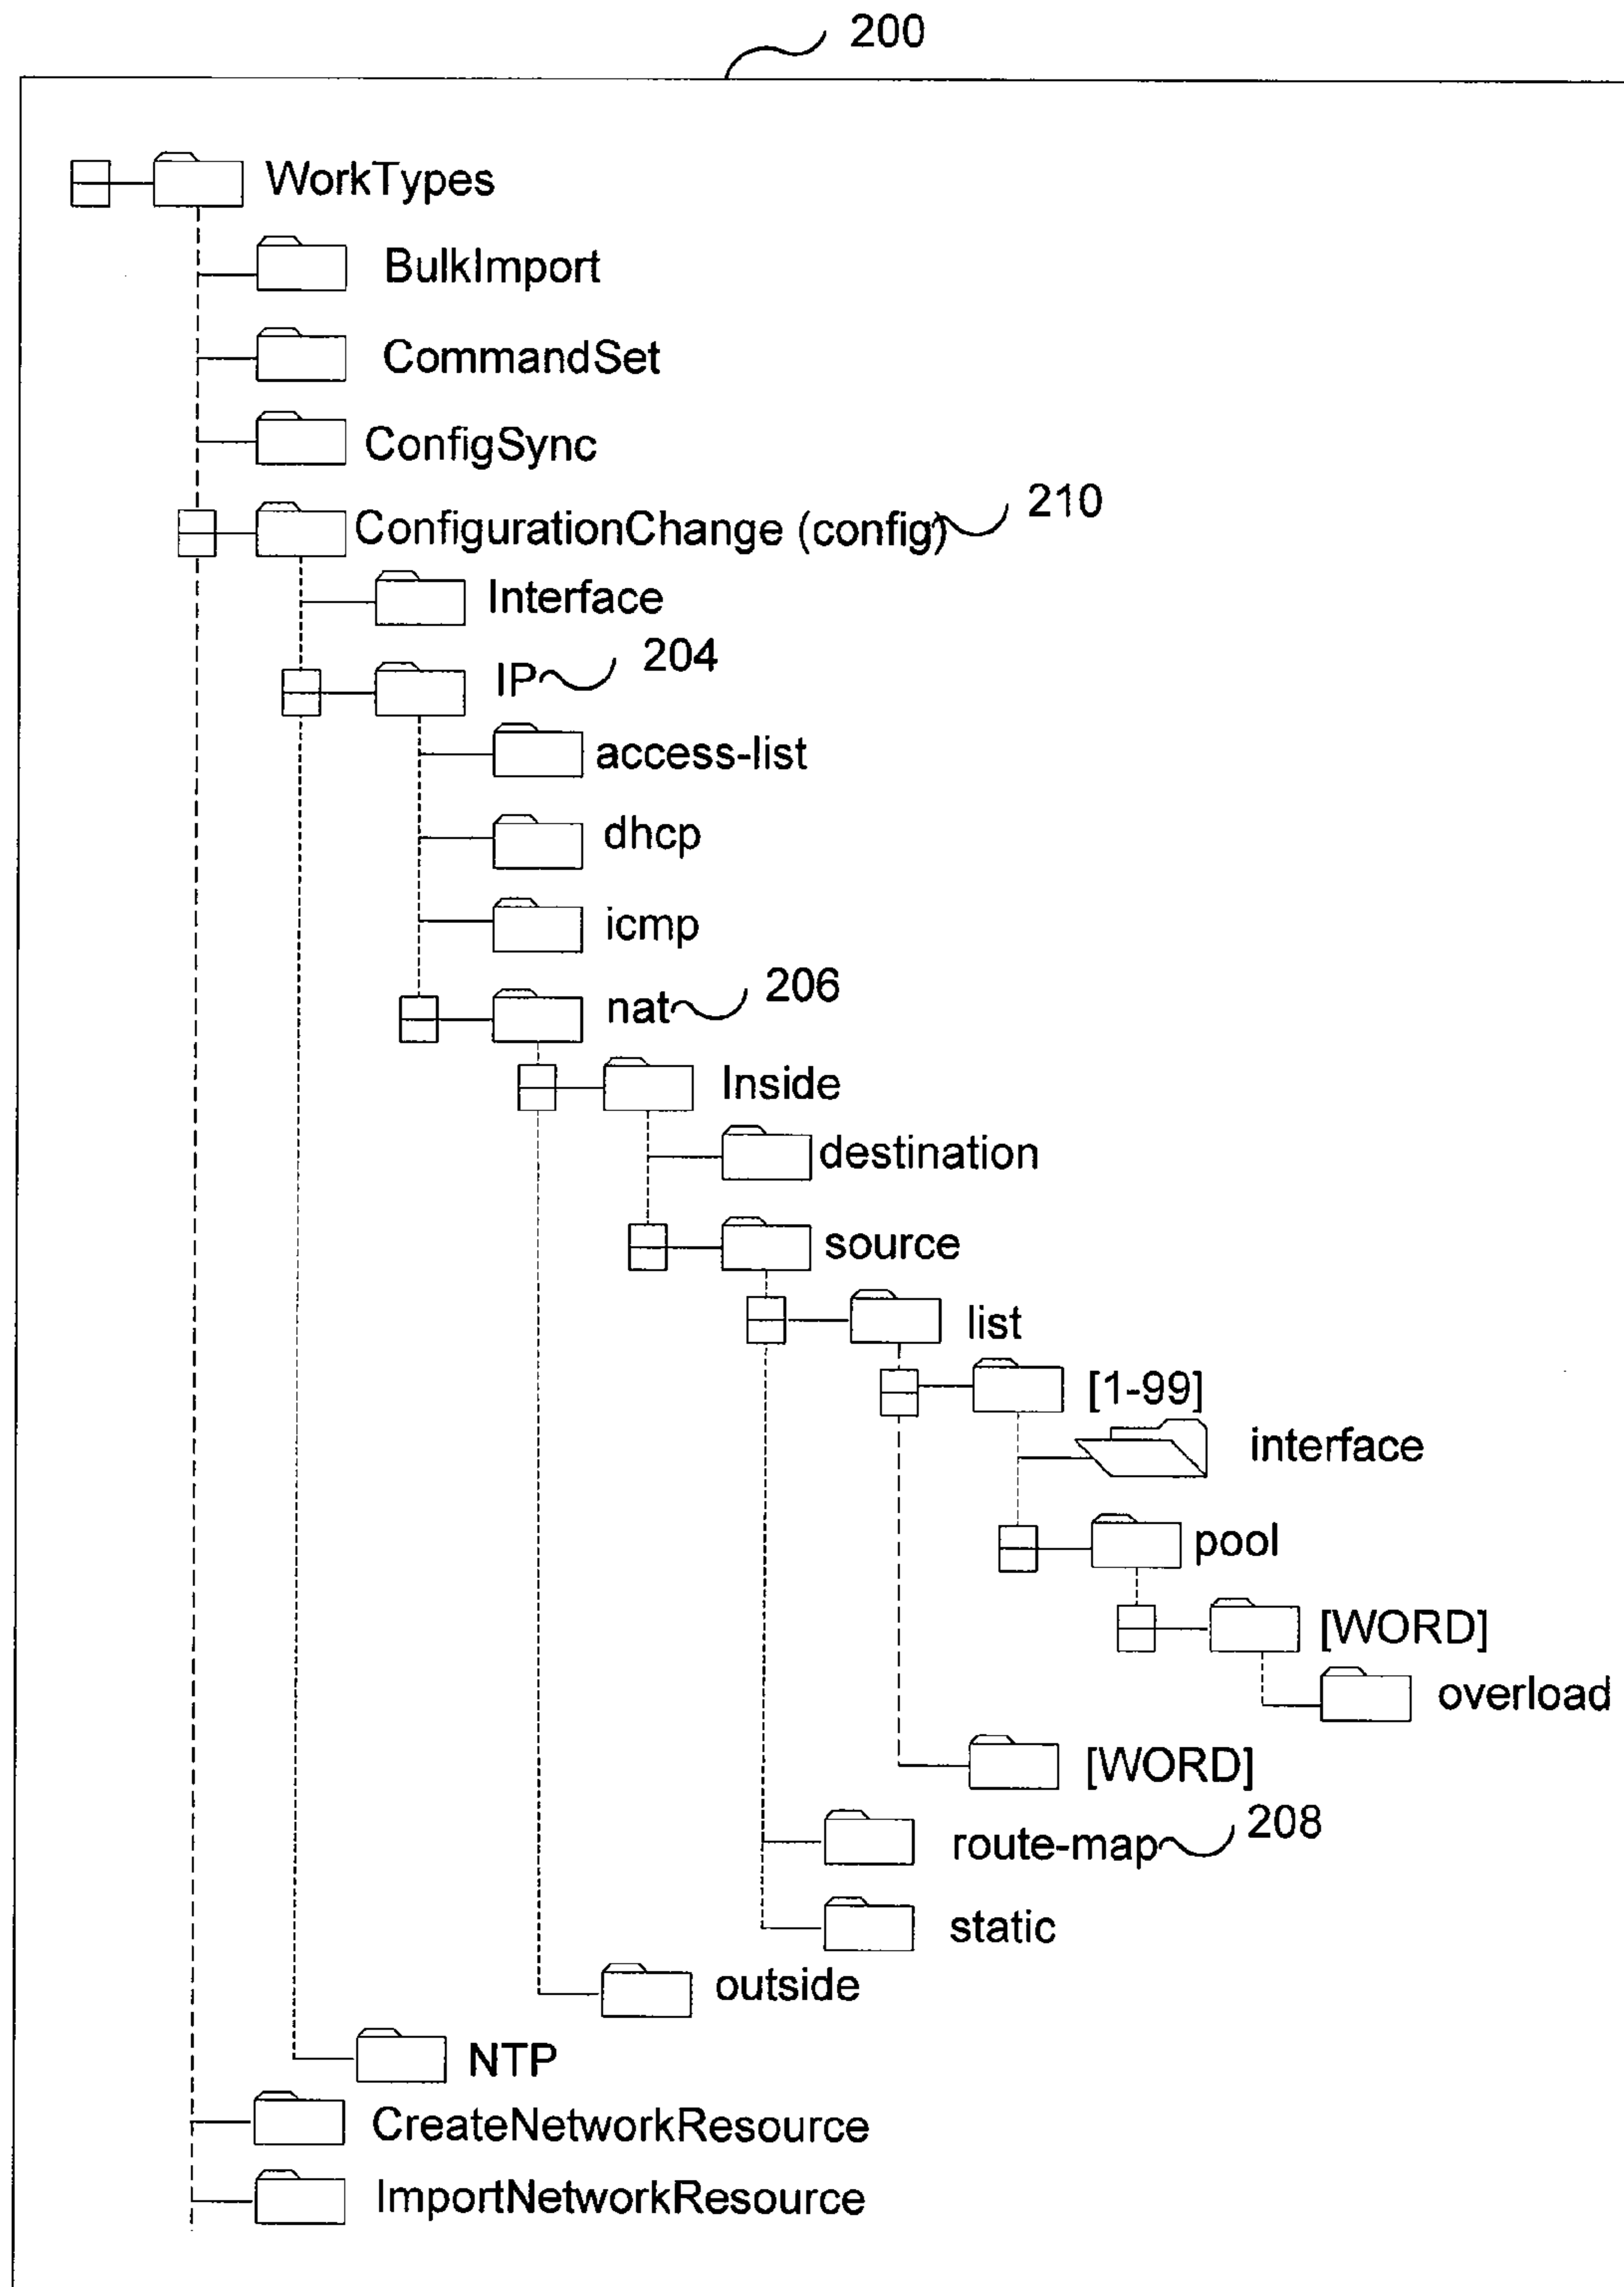 200
WorkTypes
BulkImport
CommandSet
ConfigSync
ConfigurationChange (config) 210
Interface
IP 204
access-list
dhcp
icmp
nat 206
Inside
destination
source
list
[1-99]
interface
pool
[WORD]
overload
[WORD]
route-map 208
static
outside
NTP
CreateNetworkResource
ImportNetworkResource